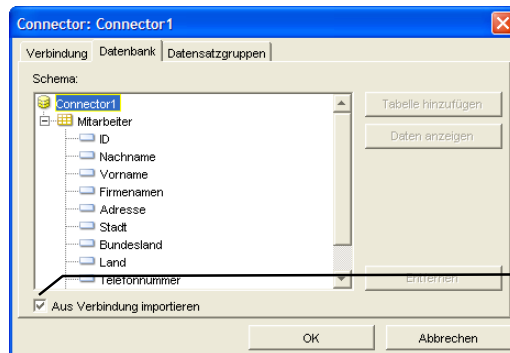 Connector: Connector1
Verbindung Datenbank Datensatzgruppen
Schema:
Connector1
Tabelle hinzufügen
Mitarbeiter
Daten anzeigen
ID
Nachname
Vorname
Firmenamen
Adresse
Stadt
Bundesland
Land
Telefonnummer
Entfernen
Aus Verbindung importieren
OK
Abbrechen